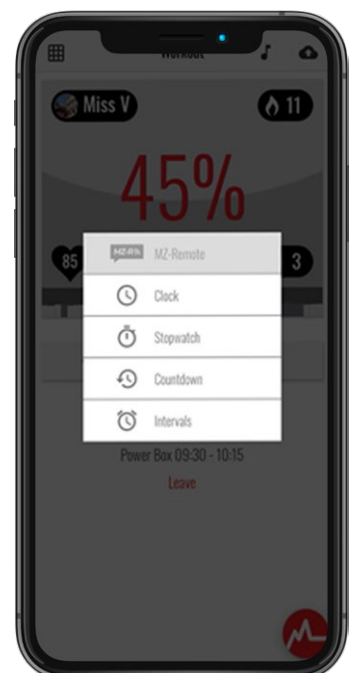 Workout
Miss V
11
45%
85
3
MZ-Remote
Clock
Stopwatch
Countdown
Intervals
Power Box 09:30 - 10:15
Leave